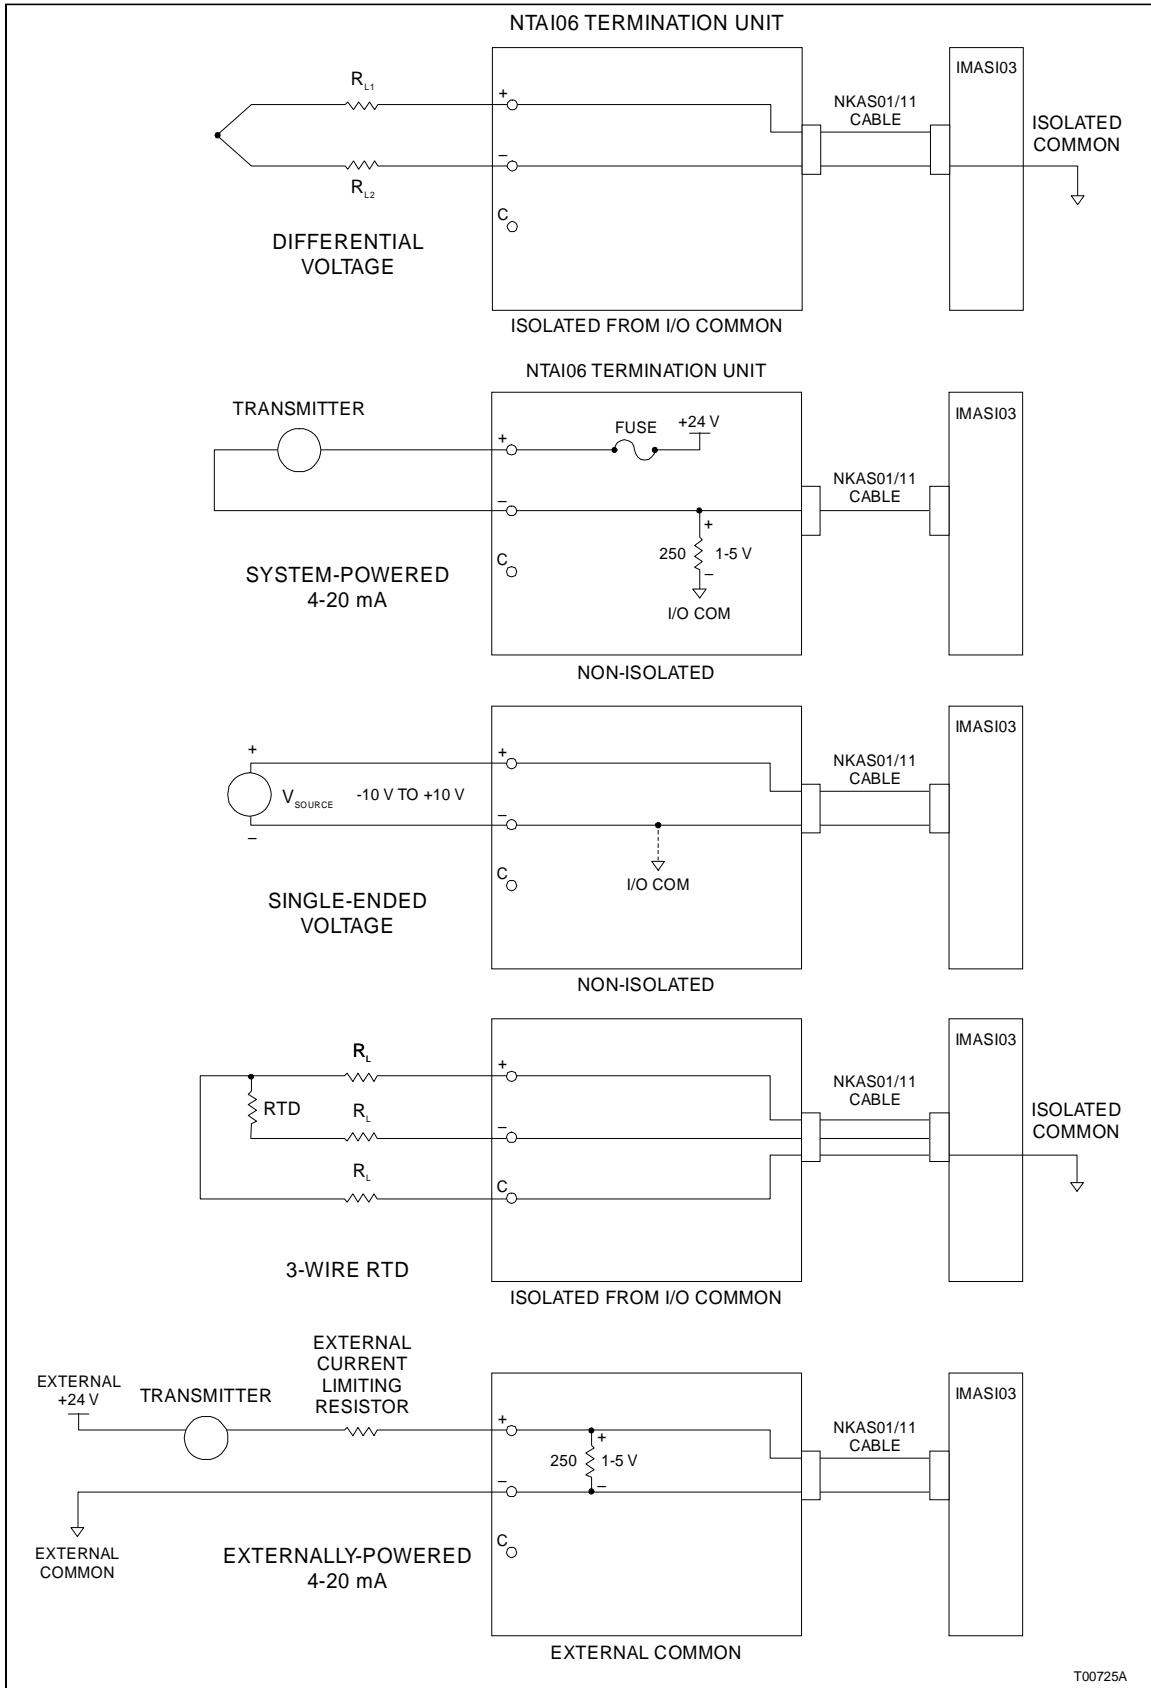 NTAI06 TERMINATION UNIT
IMASI03
R L1
+
NKAS01/11
CABLE
ISOLATED
COMMON
–
R L2
C
DIFFERENTIAL
VOLTAGE
ISOLATED FROM I/O COMMON
NTAI06 TERMINATION UNIT
TRANSMITTER
IMASI03
FUSE
+24 V
+
NKAS01/11
CABLE
–
+
250
1-5 V
–
C
SYSTEM-POWERED
4-20 mA
I/O COM
NON-ISOLATED
IMASI03
+
+
NKAS01/11
CABLE
V SOURCE
-10 V TO +10 V
–
–
C
I/O COM
SINGLE-ENDED
VOLTAGE
NON-ISOLATED
IMASI03
R L
+
NKAS01/11
CABLE
RTD
R L
–
ISOLATED
COMMON
R L
C
3-WIRE RTD
ISOLATED FROM I/O COMMON
EXTERNAL
CURRENT
LIMITING
RESISTOR
EXTERNAL
+24 V
TRANSMITTER
IMASI03
+
+
NKAS01/11
CABLE
250
1-5 V
–
–
C
EXTERNAL
COMMON
EXTERNALLY-POWERED
4-20 mA
EXTERNAL COMMON
T00725A